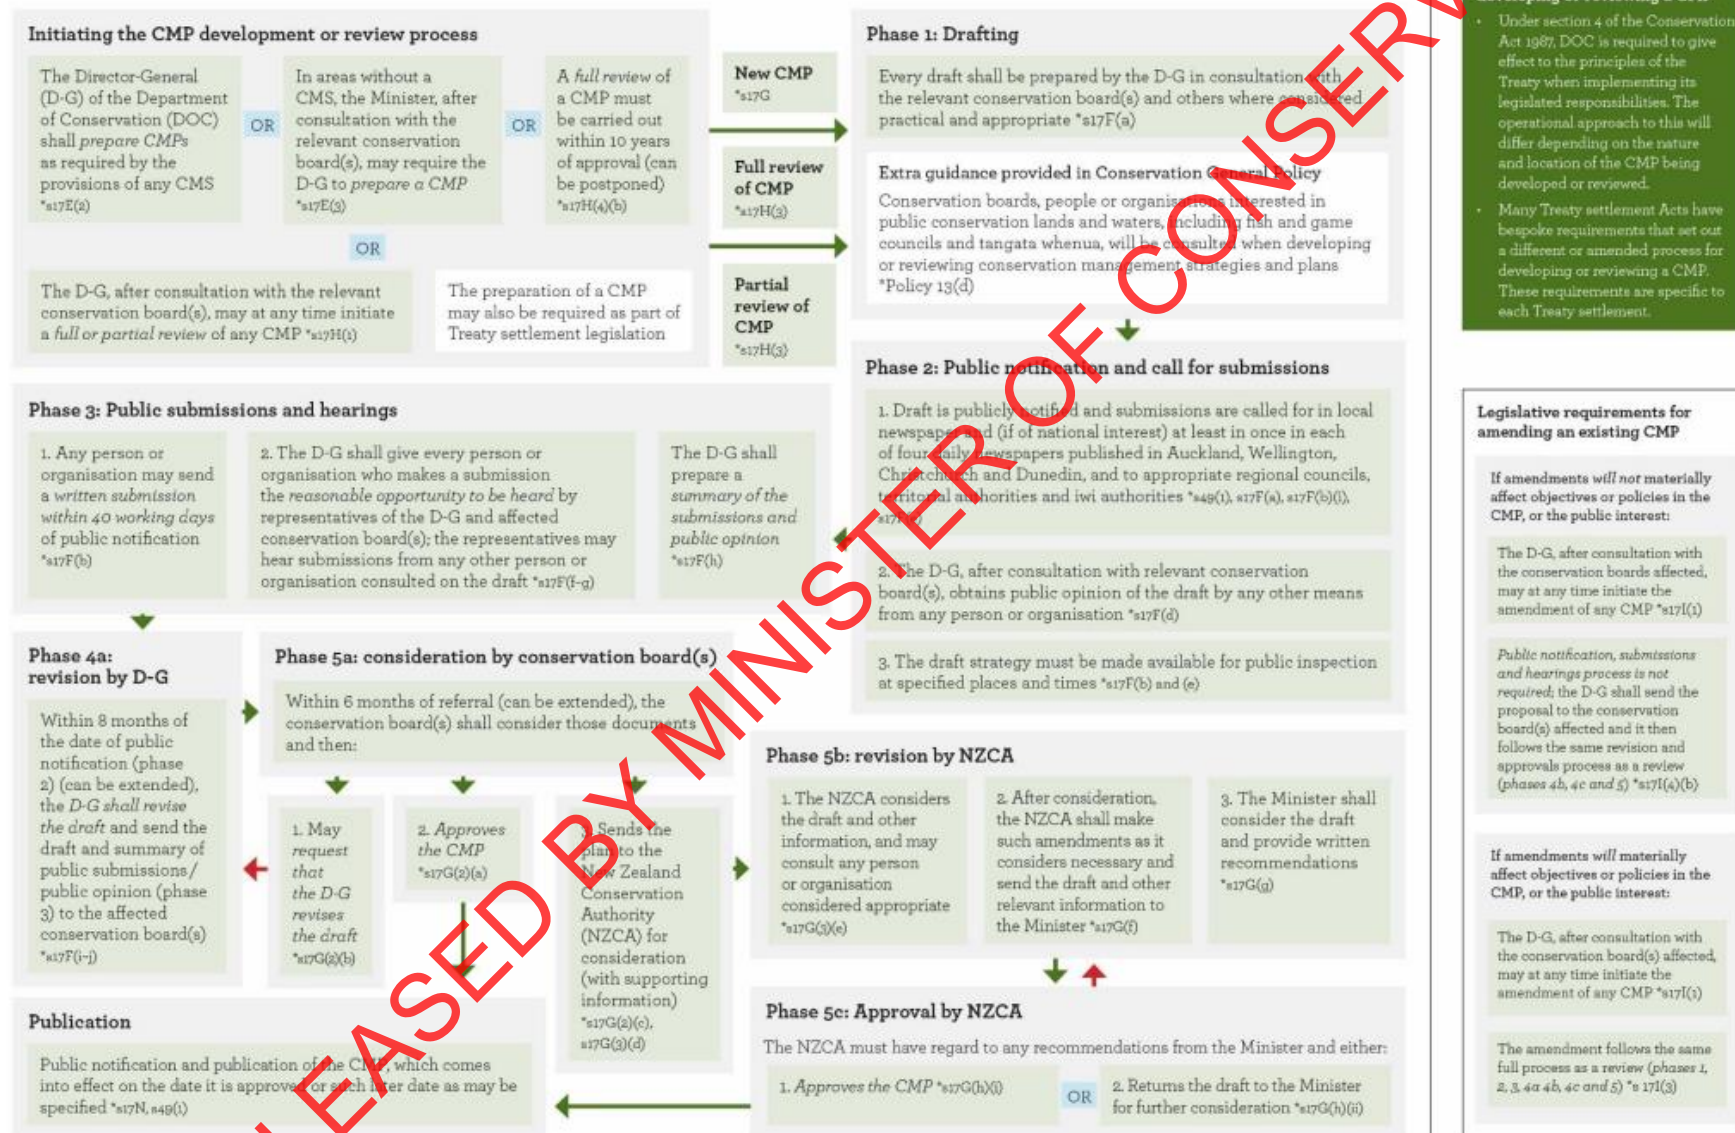 Initiating the CMP development or review process
The Director-General
(D-G) of the Department
of Conservation (DOC)
shall prepare CMPs
as required by the
provisions of any CMS
*s17E(2)
OR
In areas without a
CMS, the Minister, after
consultation with the
relevant conservation
board(s), may require the
D-G to prepare a CMP
*s17E(3)
OR
A full review of
a CMP must
be carried out
within 10 years
of approval (can
be postponed)
*s17H(4)(b)
OR
The D-G, after consultation with the relevant
conservation board(s), may at any time initiate
a full or partial review of any CMP *s17H(1)
The preparation of a CMP
may also be required as part of
Treaty settlement legislation
New CMP
*s17G
Full review
of CMP
*s17H(3)
Partial
review of
CMP
*s17H(3)
Phase 1: Drafting
Every draft shall be prepared by the D-G in consultation with
the relevant conservation board(s) and others where considered
practical and appropriate *s17F(a)
Extra guidance provided in Conservation General Policy
Conservation boards, people or organisations interested in
public conservation lands and waters, including fish and game
councils and tangata whenua, will be consulted when developing
or reviewing conservation management strategies and plans
*Policy 13(d)
Phase 2: Public notification and call for submissions
1. Draft is publicly notified and submissions are called for in local
newspaper and (if of national interest) at least in once in each
of four daily newspapers published in Auckland, Wellington,
Christchurch and Dunedin, and to appropriate regional councils,
territorial authorities and iwi authorities *s49(1), s17F(a), s17F(b)(i),
2. The D-G, after consultation with relevant conservation
board(s), obtains public opinion of the draft by any other means
from any person or organisation *s17F(d)
3. The draft strategy must be made available for public inspection
at specified places and times *s17F(b) and (e)
Phase 3: Public submissions and hearings
1. Any person or
organisation may send
a written submission
within 40 working days
of public notification
*s17F(b)
2. The D-G shall give every person or
organisation who makes a submission
the reasonable opportunity to be heard by
representatives of the D-G and affected
conservation board(s); the representatives may
hear submissions from any other person or
organisation consulted on the draft *s17F(f-g)
The D-G shall
prepare a
summary of the
submissions and
public opinion
*s17F(h)
Phase 4a:
revision by D-G
Within 8 months of
the date of public
notification (phase
2) (can be extended),
the D-G shall revise
the draft and send the
draft and summary of
public submissions/
public opinion (phase
3) to the affected
conservation board(s)
*s17F(i-j)
Phase 5a: consideration by conservation board(s)
Within 6 months of referral (can be extended), the
conservation board(s) shall consider those documents
and then:
1. May
request
that
the D-G
revises
the draft
*s17G(2)(b)
2. Approves
the CMP
*s17G(2)(a)
3. Sends the
plan to the
New Zealand
Conservation
Authority
(NZCA) for
consideration
(with supporting
information)
*s17G(2)(c),
s17G(3)(d)
Phase 5b: revision by NZCA
1. The NZCA considers
the draft and other
information, and may
consult any person
or organisation
considered appropriate
*s17G(3)(e)
2. After consideration,
the NZCA shall make
such amendments as it
considers necessary and
send the draft and other
relevant information to
the Minister *s17G(f)
3. The Minister shall
consider the draft
and provide written
recommendations
*s17G(g)
Phase 5c: Approval by NZCA
The NZCA must have regard to any recommendations from the Minister and either:
1. Approves the CMP *s17G(h)(i)
OR
2. Returns the draft to the Minister
for further consideration *s17G(h)(ii)
Publication
Public notification and publication of the CMP, which comes
into effect on the date it is approved or such later date as may be
specified *s17N, s49(1)
Under section 4 of the Conservation
Act 1987, DOC is required to give
effect to the principles of the
Treaty when implementing its
legislated responsibilities. The
operational approach to this will
differ depending on the nature
and location of the CMP being
developed or reviewed.
Many Treaty settlement Acts have
bespoke requirements that set out
a different or amended process for
developing or reviewing a CMP.
These requirements are specific to
each Treaty settlement.
Legislative requirements for
amending an existing CMP
If amendments will not materially
affect objectives or policies in the
CMP, or the public interest:
The D-G, after consultation with
the conservation boards affected,
may at any time initiate the
amendment of any CMP *s17I(1)
Public notification, submissions
and hearings process is not
required; the D-G shall send the
proposal to the conservation
board(s) affected and it then
follows the same revision and
approvals process as a review
(phases 4b, 4c and 5) *s17I(4)(b)
If amendments will materially
affect objectives or policies in the
CMP, or the public interest:
The D-G, after consultation with
the conservation board(s) affected,
may at any time initiate the
amendment of any CMP *s17I(1)
The amendment follows the same
full process as a review (phases 1,
2, 3, 4a 4b, 4c and 5) *s 17I(3)
LEASED BY MINISTER OF CONSERV